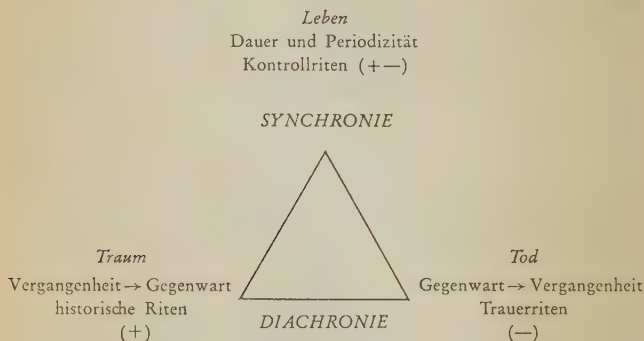 Leben
Dauer und Periodizität
Kontrollriten (+—)
SYNCHRONIE
Traum
Vergangenheit → Gegenwart
historische Riten
(+)
Tod
Gegenwart → Vergangenheit
Trauerriten
(—)
DIACHRONIE